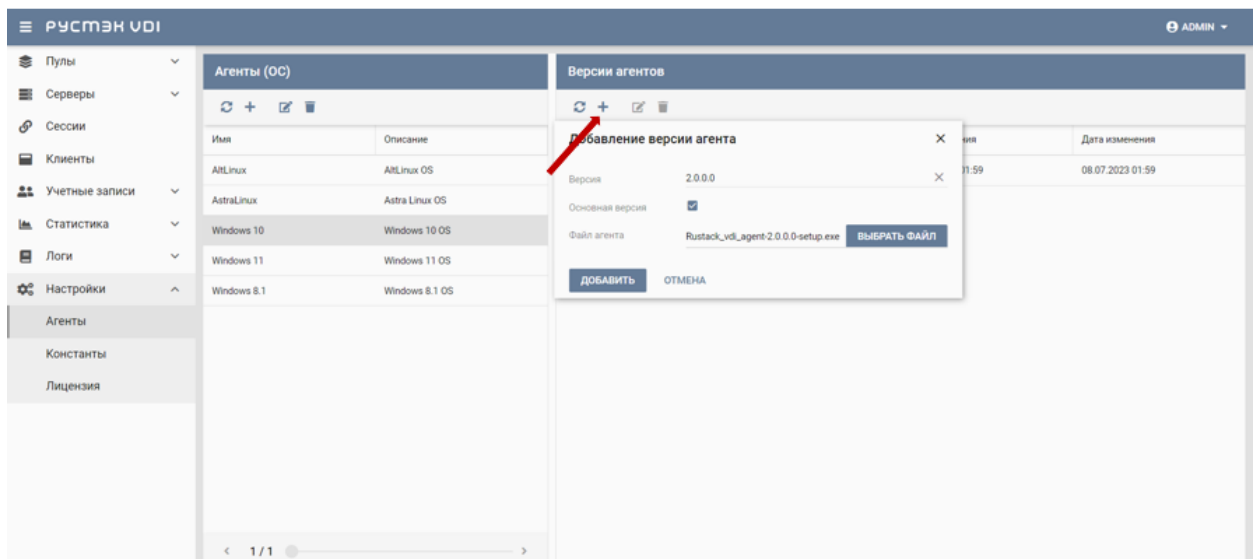 РУСТЭК VDI
ADMIN
Пулы
Серверы
Сессии
Клиенты
Учетные записи
Статистика
Логи
Настройки
Агенты
Константы
Лицензия
Агенты (ОС)
Имя Описание
AltLinux AltLinux OS
AstraLinux Astra Linux OS
Windows 10 Windows 10 OS
Windows 11 Windows 11 OS
Windows 8.1 Windows 8.1 OS
1 / 1
Версии агентов
Дата изменения
01:59 08.07.2023 01:59
Добавление версии агента
Версия 2.0.0.0
Основная версия
Файл агента Rustack_vdi_agent-2.0.0.0-setup.exe ВЫБРАТЬ ФАЙЛ
ДОБАВИТЬ ОТМЕНА